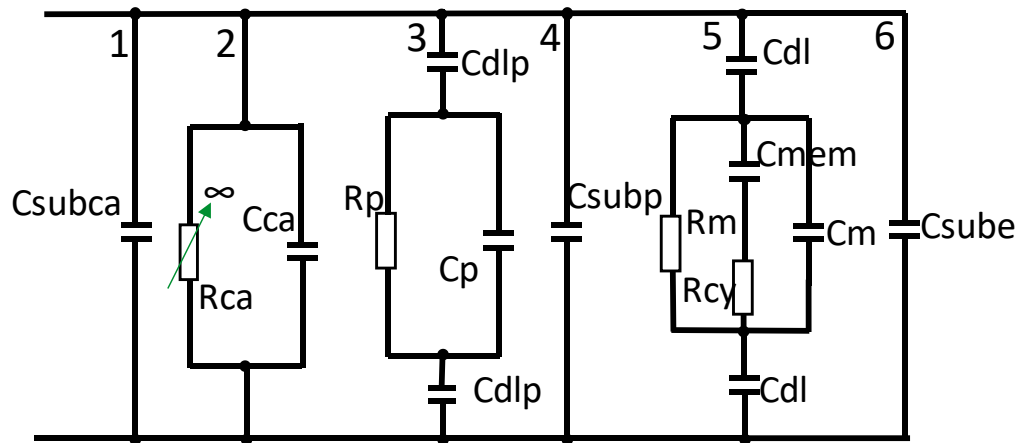 1
2
3
4
5
6
Cdlp
Cdl
Csubca
∞
Cca
Rca
Rp
Cp
Csubp
Cmem
Rm
Cm
Rcy
Csube
Cdlp
Cdl